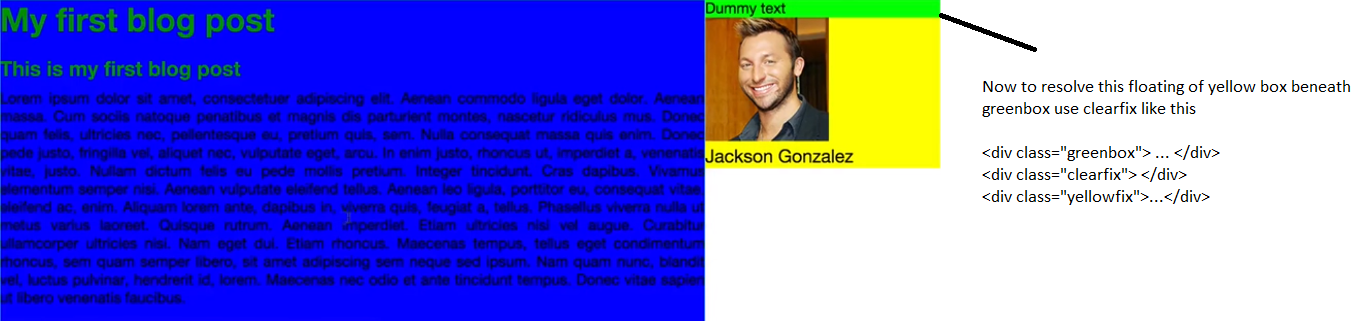 My first blog post
This is my first blog post
Lorem ipsum dolor sit amet, consectetuer adipiscing elit. Aenean commodo ligula eget dolor. Aenean
massa. Cum sociis natoque penatibus et magnis dis parturient montes, nascetur ridiculus mus. Donec
quam felis, ultricies nec, pellentesque eu, pretium quis, sem. Nulla consequat massa quis enim. Donec
pede justo, fringilla vel, aliquet nec, vulputate eget, arcu. In enim justo, rhoncus ut, imperdiet a, venenatis
vitae, justo. Nullam dictum felis eu pede mollis pretium. Integer tincidunt. Cras dapibus. Vivamus
elementum semper nisi. Aenean vulputate eleifend tellus. Aenean leo ligula, porttitor eu, consequat vitae,
eleifend ac, enim. Aliquam lorem ante, dapibus in, viverra quis, feugiat a, tellus. Phasellus viverra nulla ut
metus varius laoreet. Quisque rutrum. Aenean imperdiet. Etiam ultricies nisi vel augue. Curabitur
ullamcorper ultricies nisi. Nam eget dui. Etiam rhoncus. Maecenas tempus, tellus eget condimentum
rhoncus, sem quam semper libero, sit amet adipiscing sem neque sed ipsum. Nam quam nunc, blandit
vel, luctus pulvinar, hendrerit id, lorem. Maecenas nec odio et ante tincidunt tempus. Donec vitae sapien
ut libero venenatis faucibus.
Dummy text
Jackson Gonzalez
Now to resolve this floating of yellow box beneath
greenbox use clearfix like this
<div class="greenbox"> ... </div>
<div class="clearfix"> </div>
<div class="yellowfix">...</div>